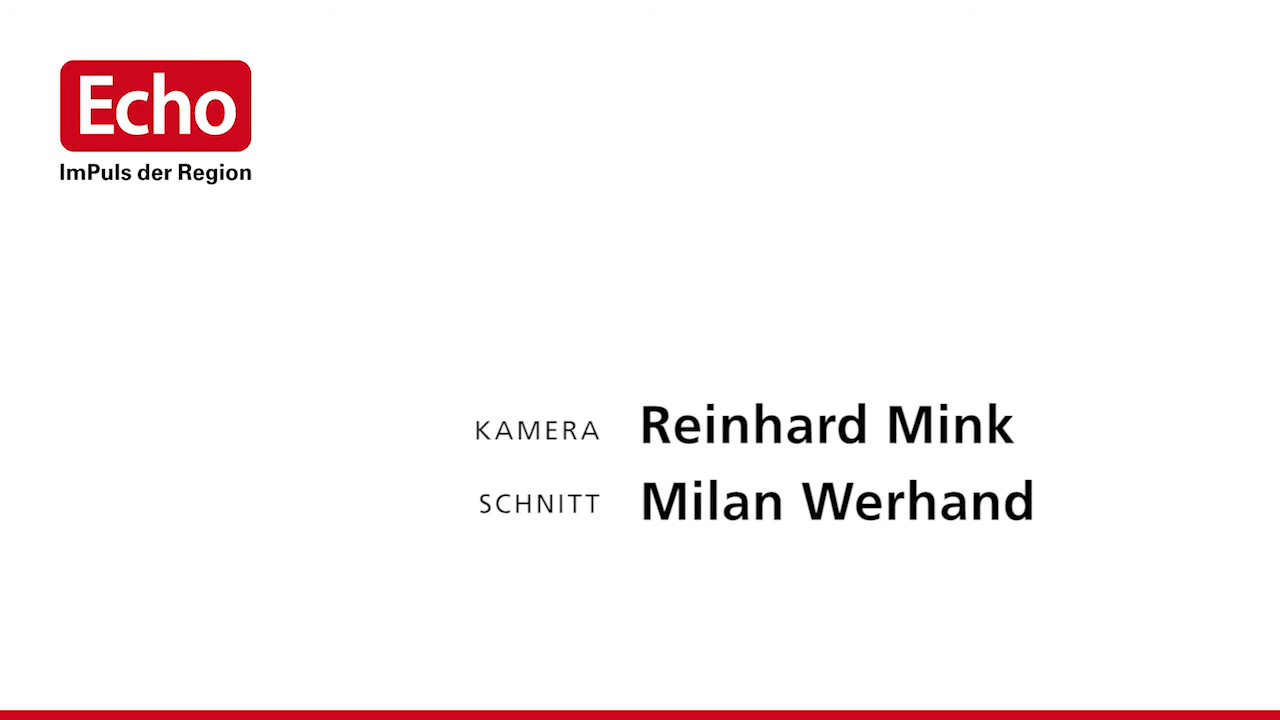 Echo
ImPuls der Region
KAMERA Reinhard Mink
SCHNITT Milan Werhand